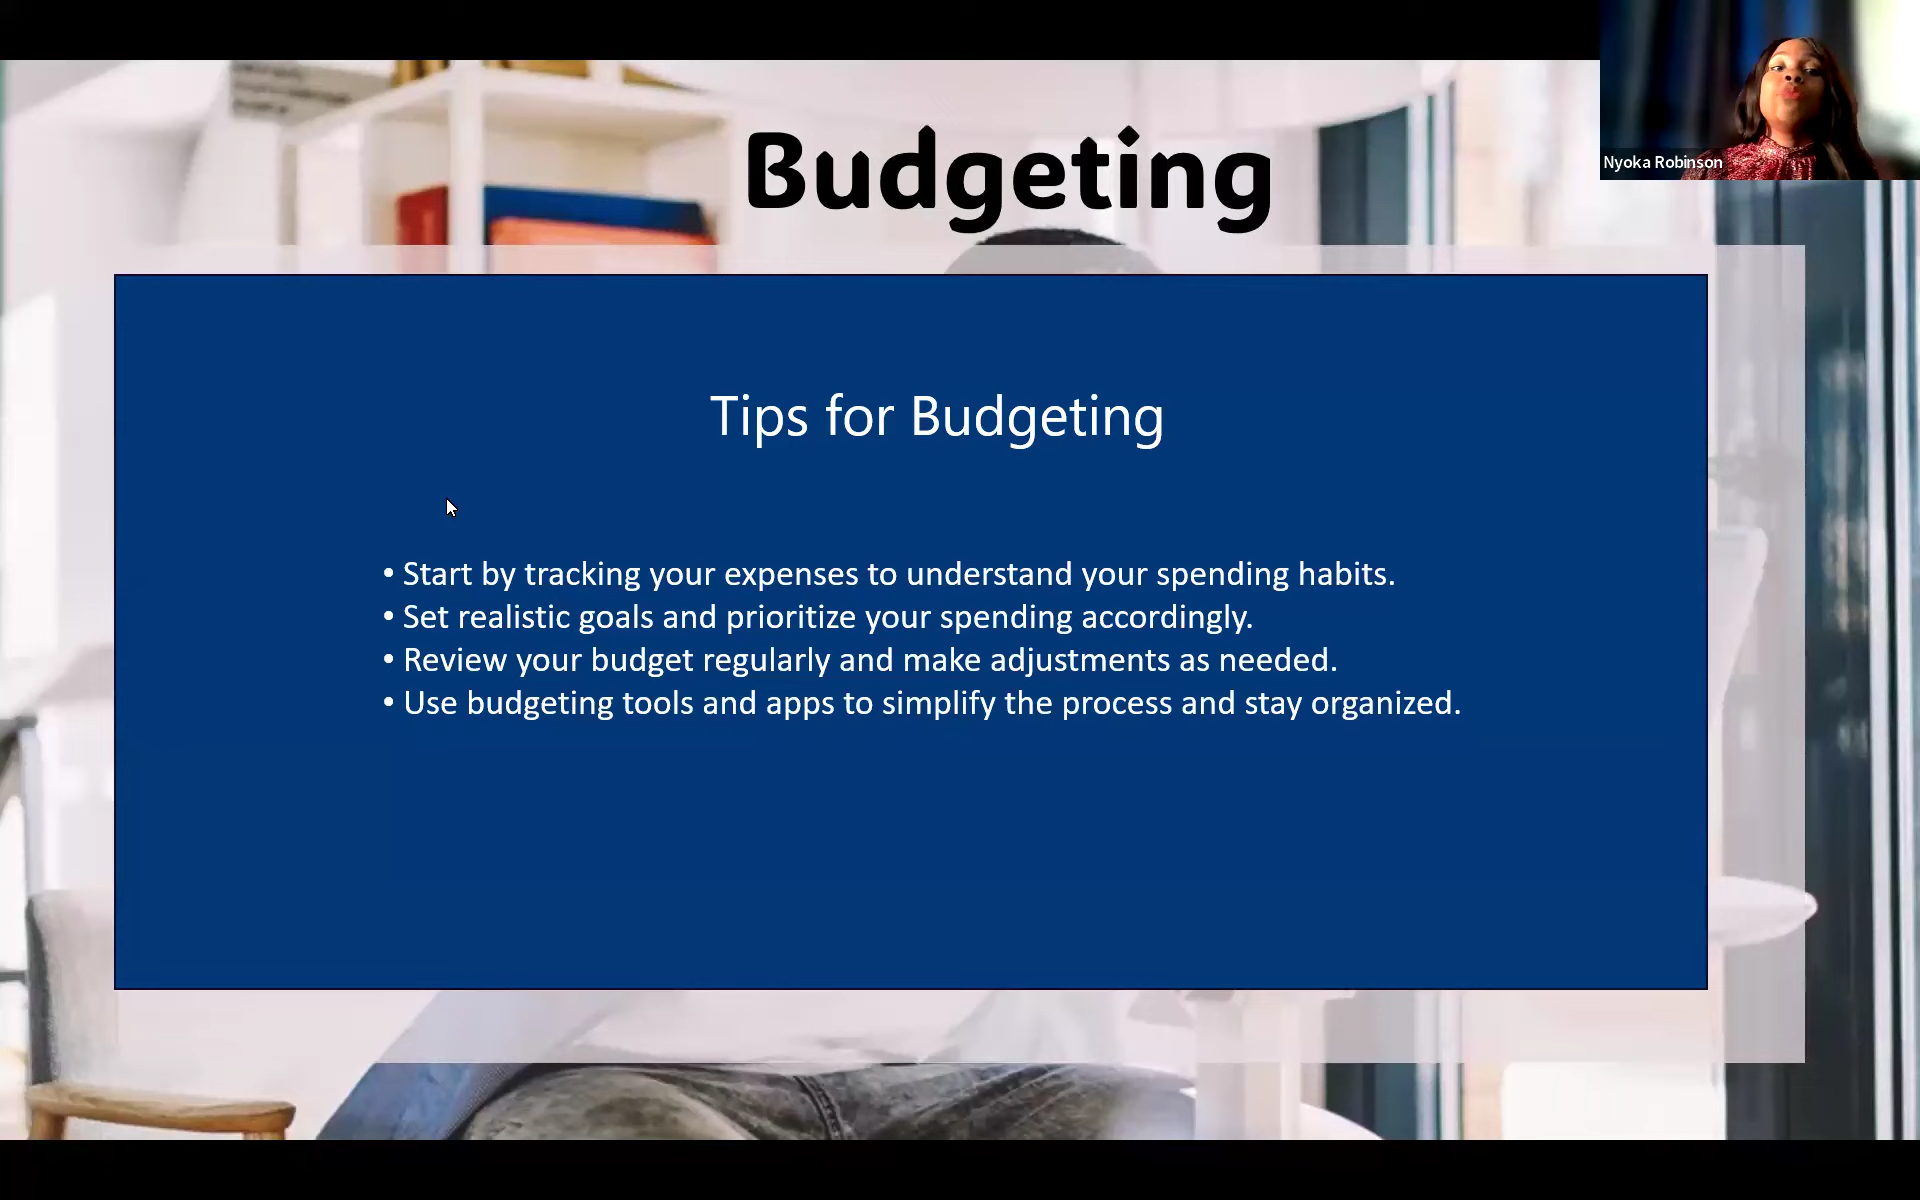 Budgeting
Nyoka Robinson
Tips for Budgeting
• Start by tracking your expenses to understand your spending habits.
• Set realistic goals and prioritize your spending accordingly.
• Review your budget regularly and make adjustments as needed.
• Use budgeting tools and apps to simplify the process and stay organized.